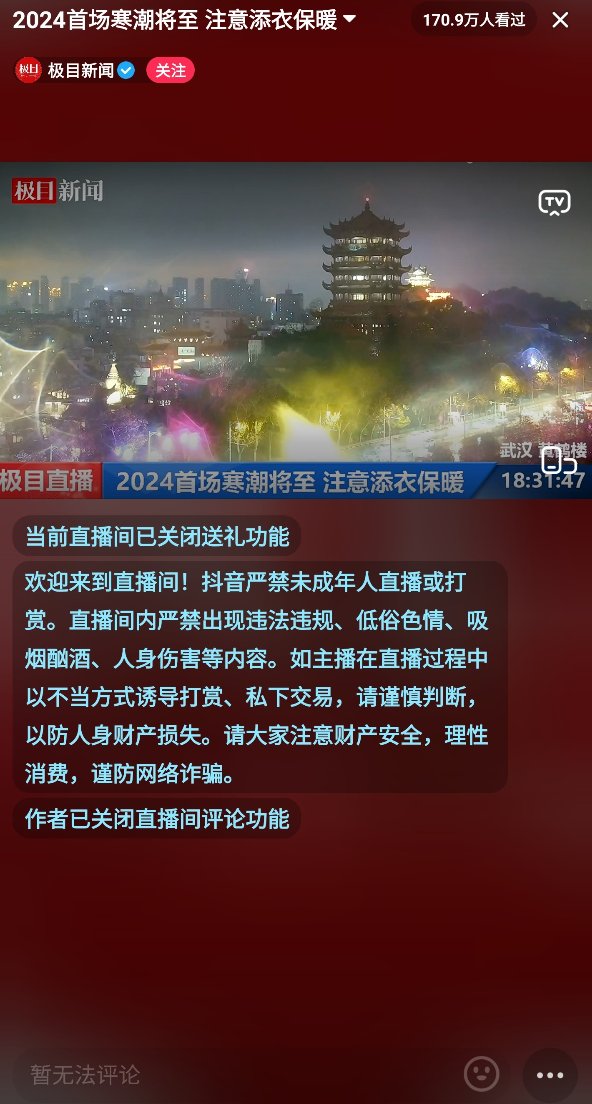 2024首场寒潮将至 注意添衣保暖
170.9万人看过
极目
极目新闻
关注
极目新闻
TV
武汉 黄鹤楼
极目直播
2024首场寒潮将至 注意添衣保暖
18:31:47
当前直播间已关闭送礼功能
欢迎来到直播间！抖音严禁未成年人直播或打
赏。直播间内严禁出现违法违规、低俗色情、吸
烟酗酒、人身伤害等内容。如主播在直播过程中
以不当方式诱导打赏、私下交易，请谨慎判断，
以防人身财产损失。请大家注意财产安全，理性
消费，谨防网络诈骗。
作者已关闭直播间评论功能
暂无法评论